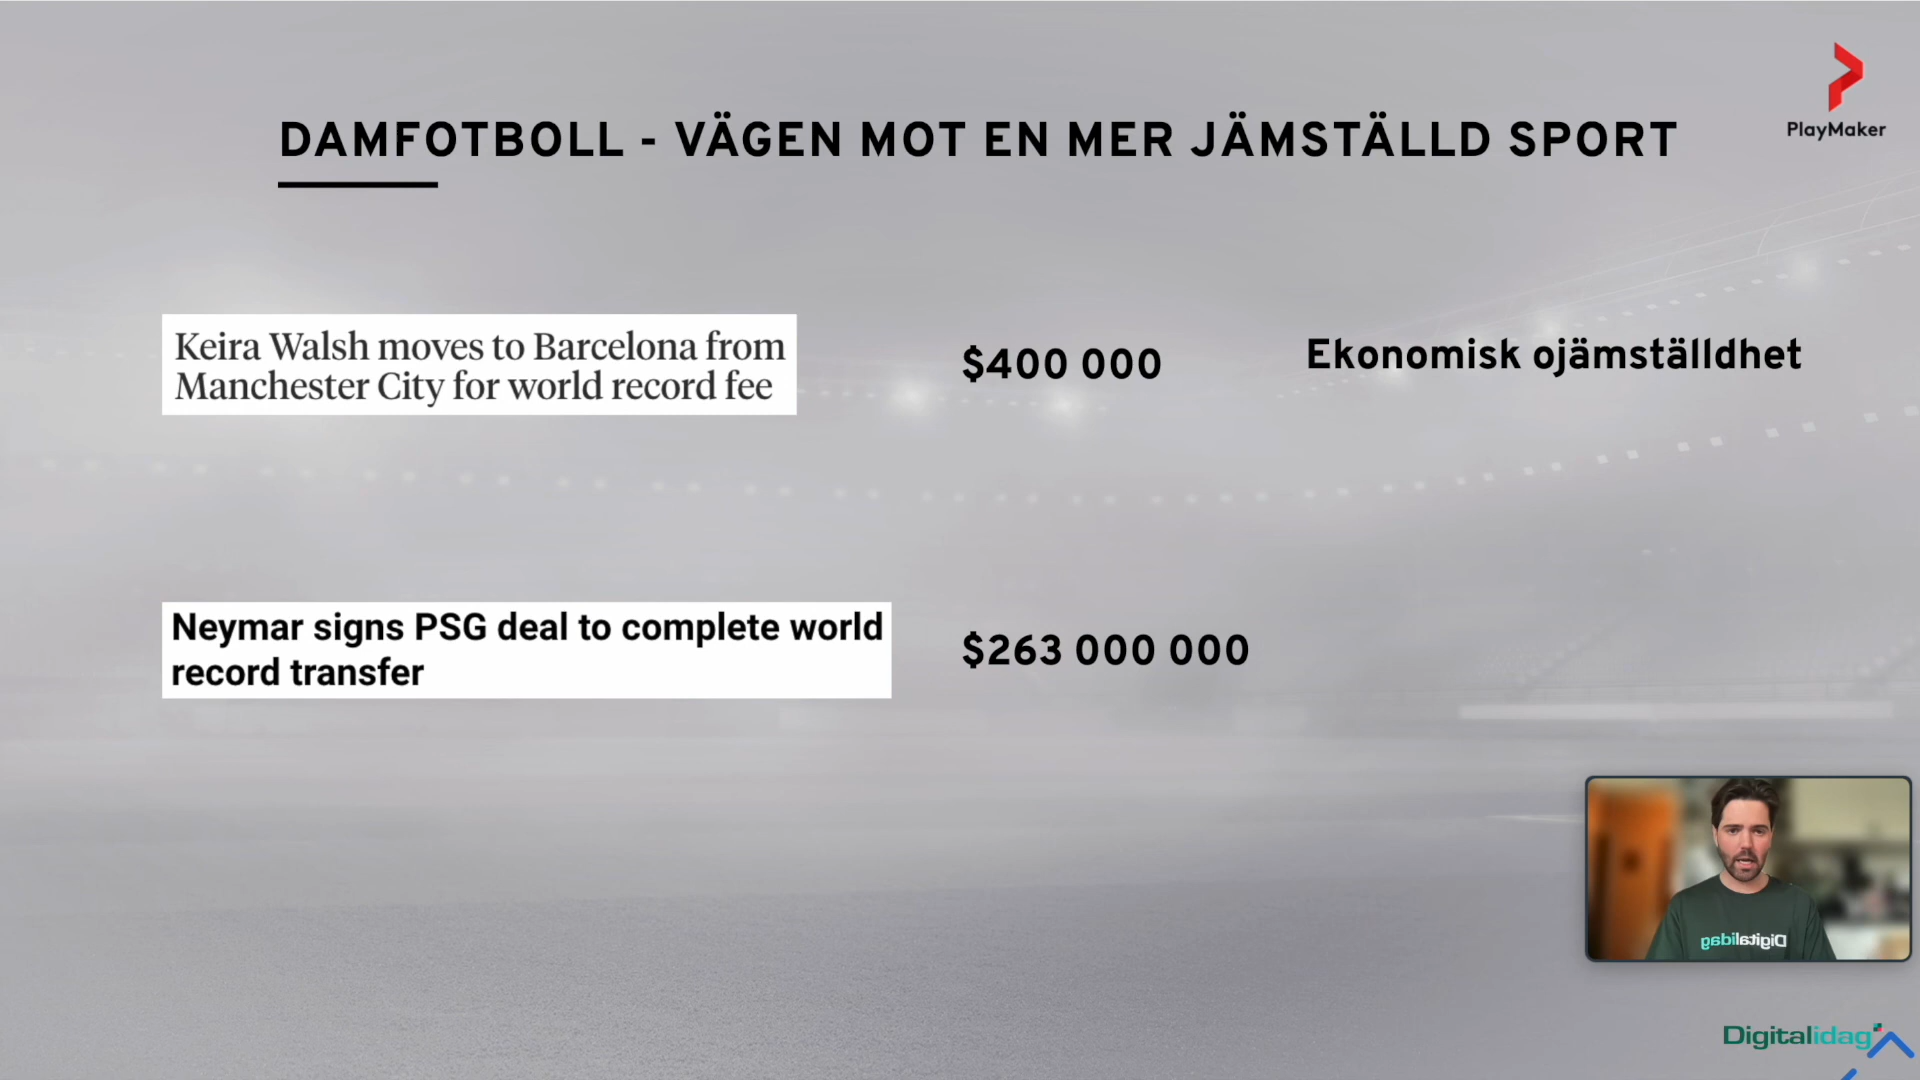 DAMFOTBOLL - VÄGEN MOT EN MER JÄMSTÄLLD SPORT
PlayMaker
Keira Walsh moves to Barcelona from
Manchester City for world record fee
$400 000
Ekonomisk ojämställdhet
Neymar signs PSG deal to complete world
record transfer
$263 000 000
Digitalidag
Digitalidag